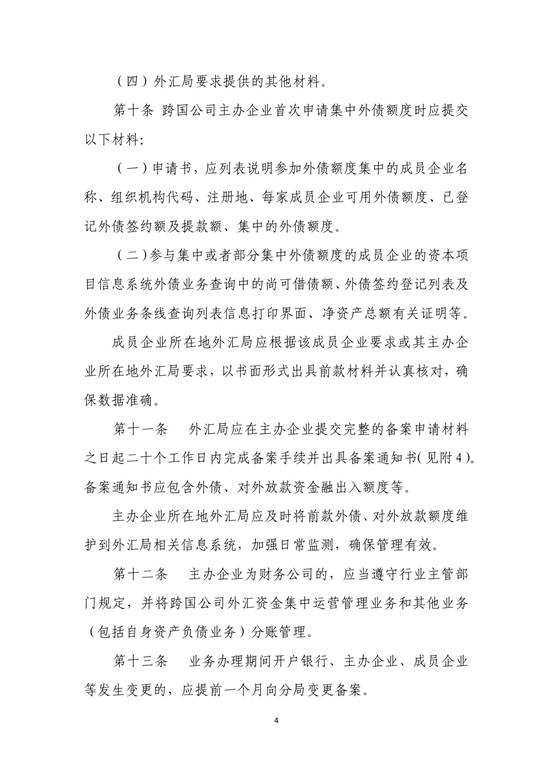 （四）外汇局要求提供的其他材料。
第十条 跨国公司主办企业首次申请集中外债额度时应提交
以下材料：
（一）申请书，应列表说明参加外债额度集中的成员企业名
称、组织机构代码、注册地、每家成员企业可用外债额度、已登
记外债签约额及提款额、集中的外债额度。
（二）参与集中或者部分集中外债额度的成员企业的资本项
目信息系统外债业务查询中的尚可借债额、外债签约登记列表及
外债业务条线查询列表信息打印界面、净资产总额有关证明等。
成员企业所在地外汇局应根据该成员企业要求或其主办企
业所在地外汇局要求，以书面形式出具前款材料并认真核对，确
保数据准确。
第十一条 外汇局应在主办企业提交完整的备案申请材料
之日起二十个工作日内完成备案手续并出具备案通知书（见附4）。
备案通知书应包含外债、对外放款资金融出入额度等。
主办企业所在地外汇局应及时将前款外债、对外放款额度维
护到外汇局相关信息系统，加强日常监测，确保管理有效。
第十二条 主办企业为财务公司的，应当遵守行业主管部
门规定，并将跨国公司外汇资金集中运营管理业务和其他业务
（包括自身资产负债业务）分账管理。
第十三条 业务办理期间开户银行、主办企业、成员企业
等发生变更的，应提前一个月向分局变更备案。
4